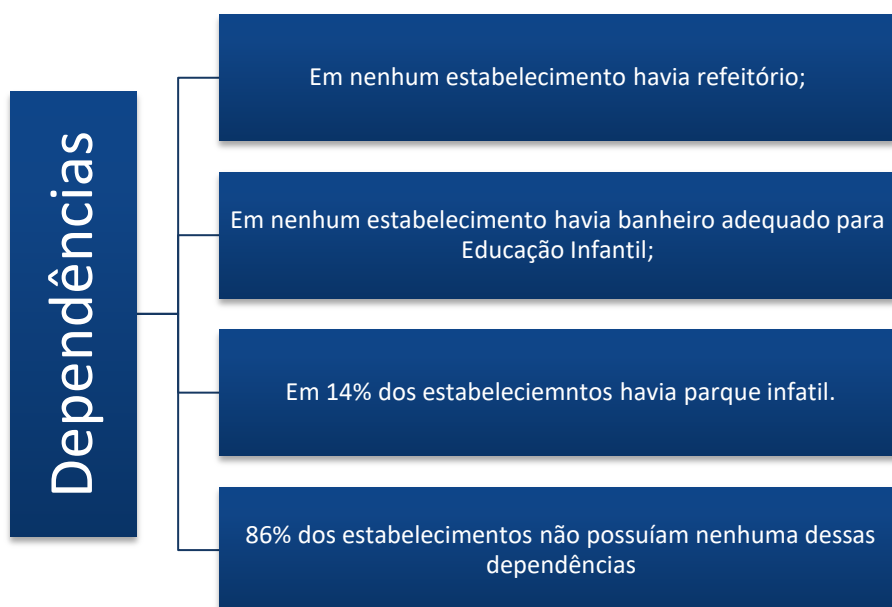 Dependências
Em nenhum estabelecimento havia refeitório;
Em nenhum estabelecimento havia banheiro adequado para
Educação Infantil;
Em 14% dos estabeleciemntos havia parque infatil.
86% dos estabelecimentos não possuíam nenhuma dessas
dependências